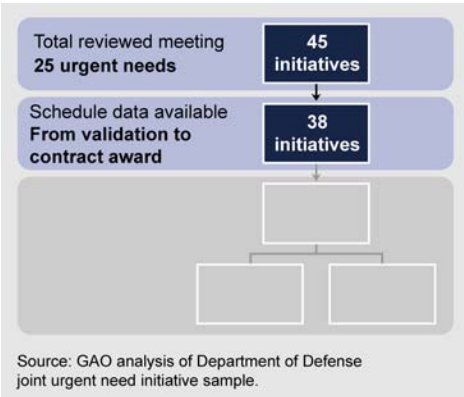 Total reviewed meeting
25 urgent needs
45
initiatives
Schedule data available
From validation to
contract award
38
initiatives
Source: GAO analysis of Department of Defense
joint urgent need initiative sample.